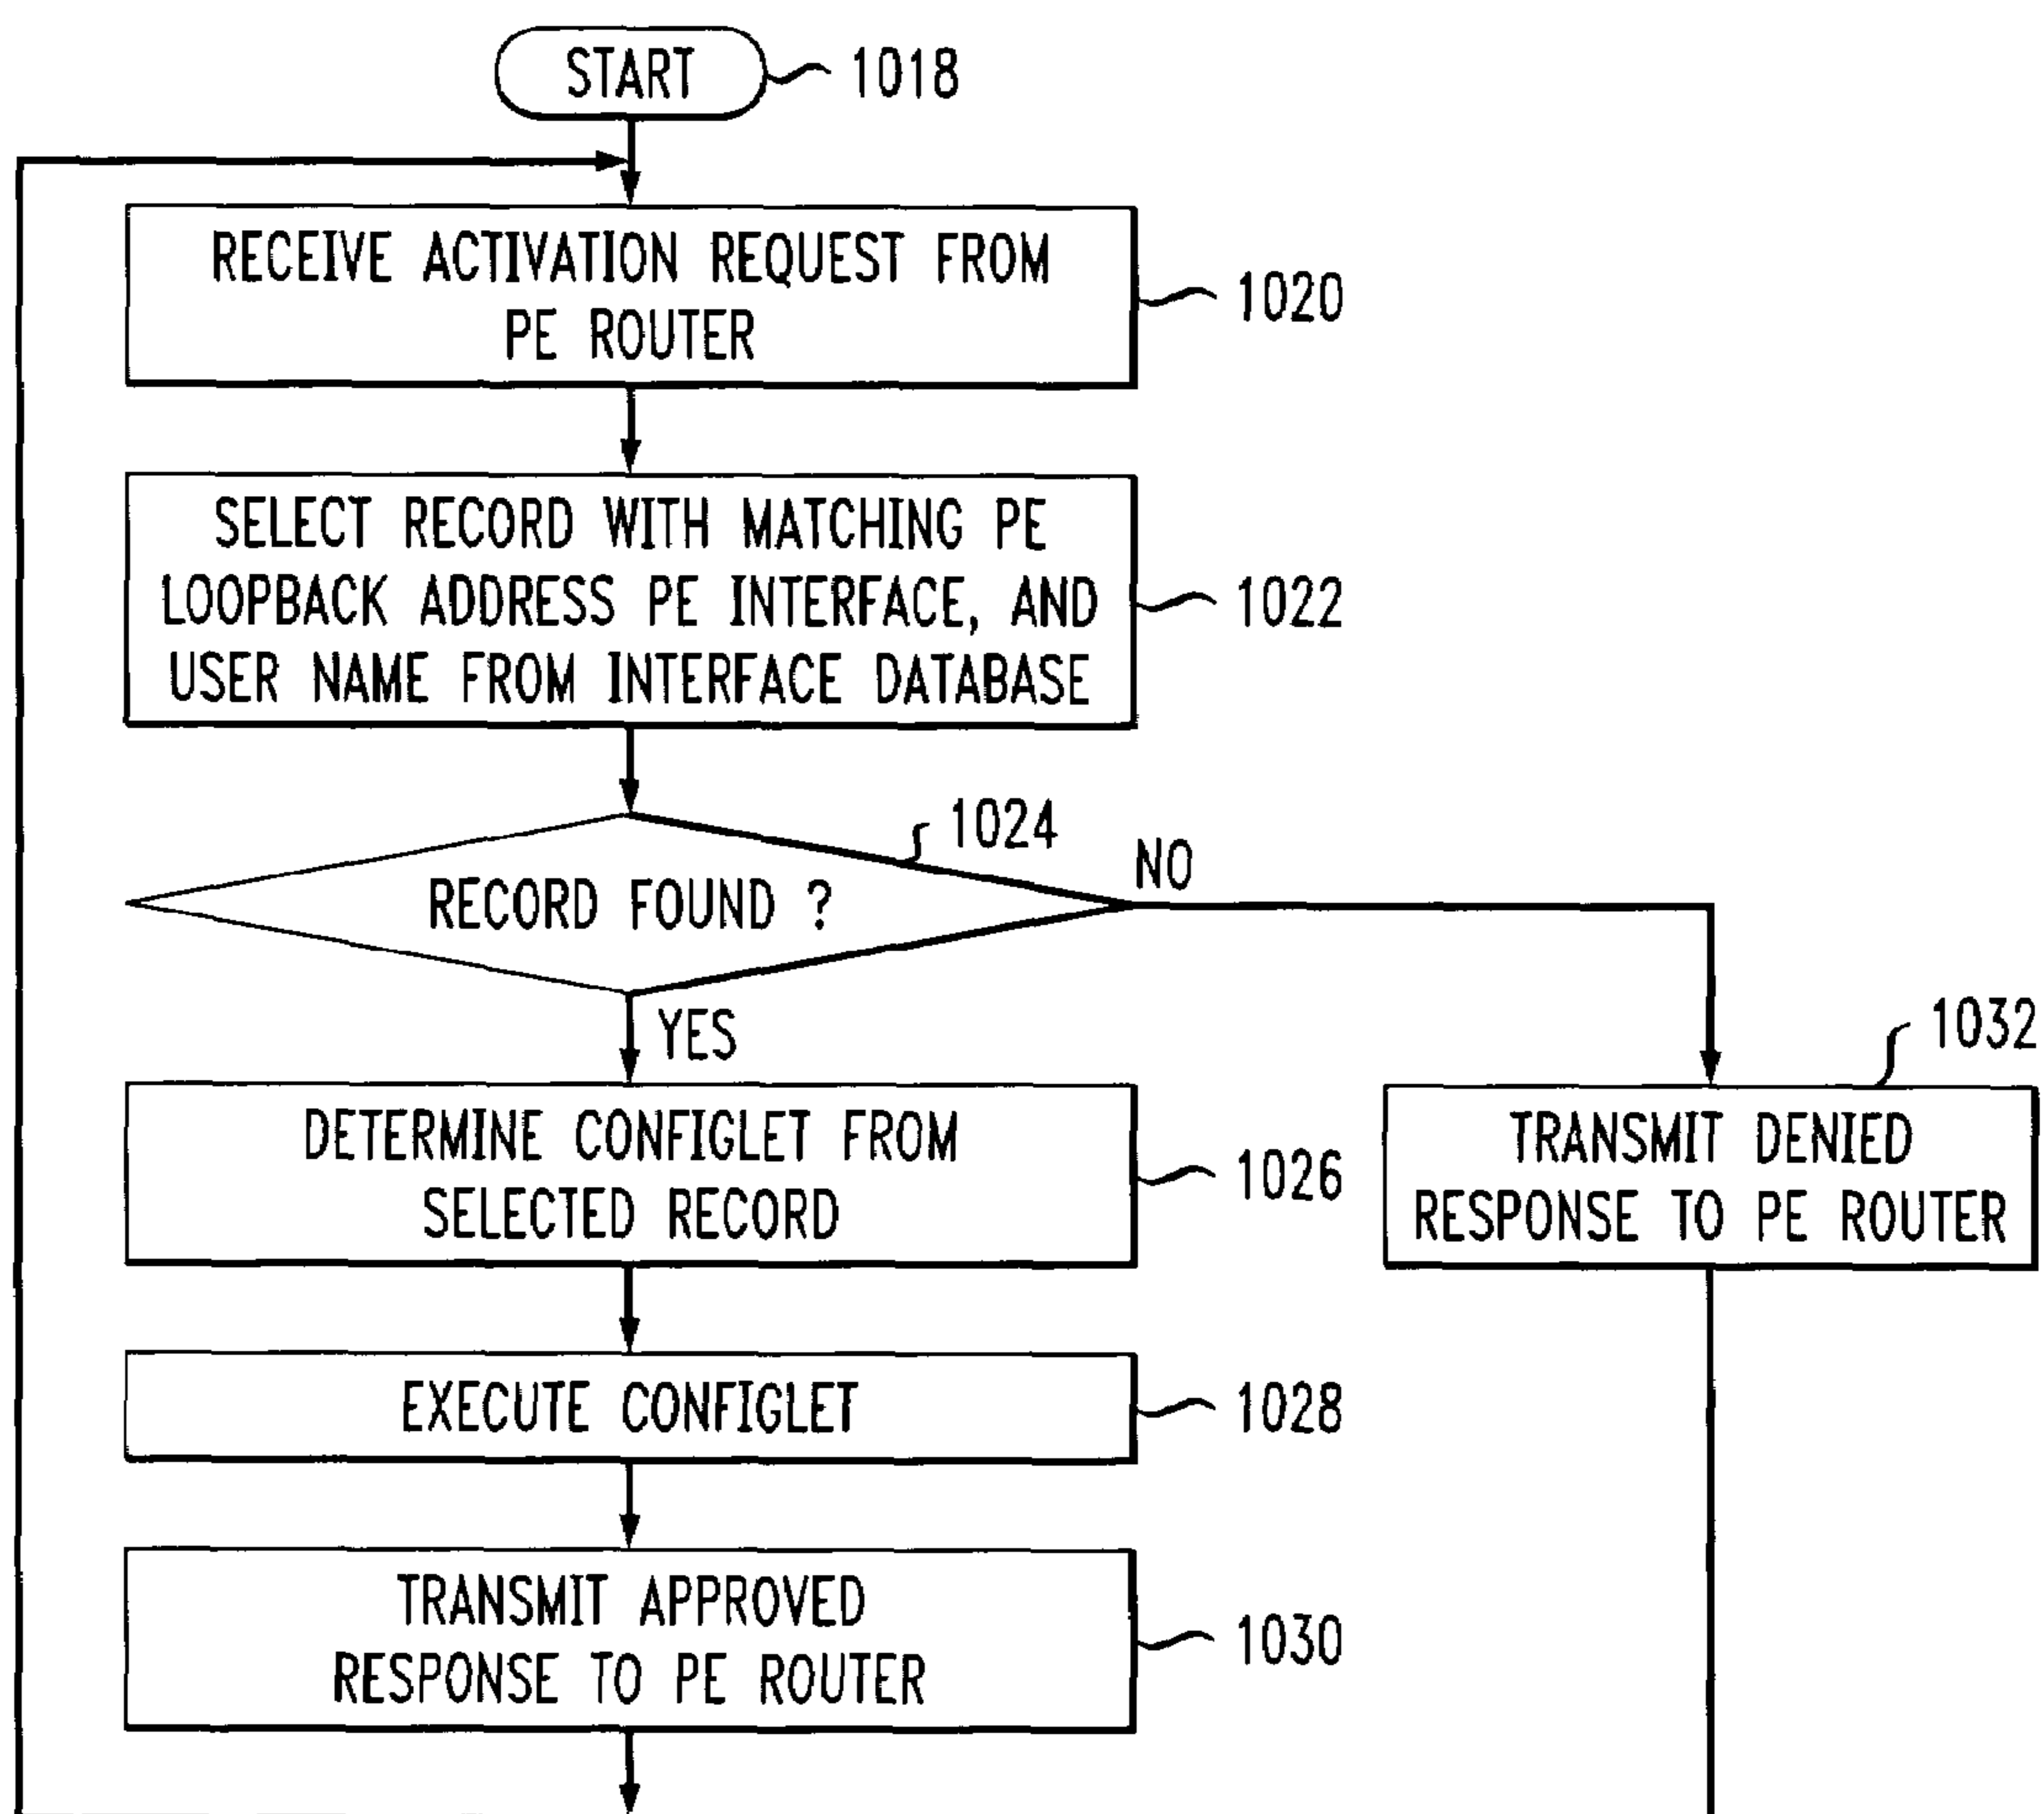 START
1018
RECEIVE ACTIVATION REQUEST FROM
PE ROUTER
1020
SELECT RECORD WITH MATCHING PE
LOOPBACK ADDRESS PE INTERFACE, AND
USER NAME FROM INTERFACE DATABASE
1022
1024
RECORD FOUND ?
NO
YES
1032
DETERMINE CONFIGLET FROM
SELECTED RECORD
1026
TRANSMIT DENIED
RESPONSE TO PE ROUTER
EXECUTE CONFIGLET
1028
TRANSMIT APPROVED
RESPONSE TO PE ROUTER
1030